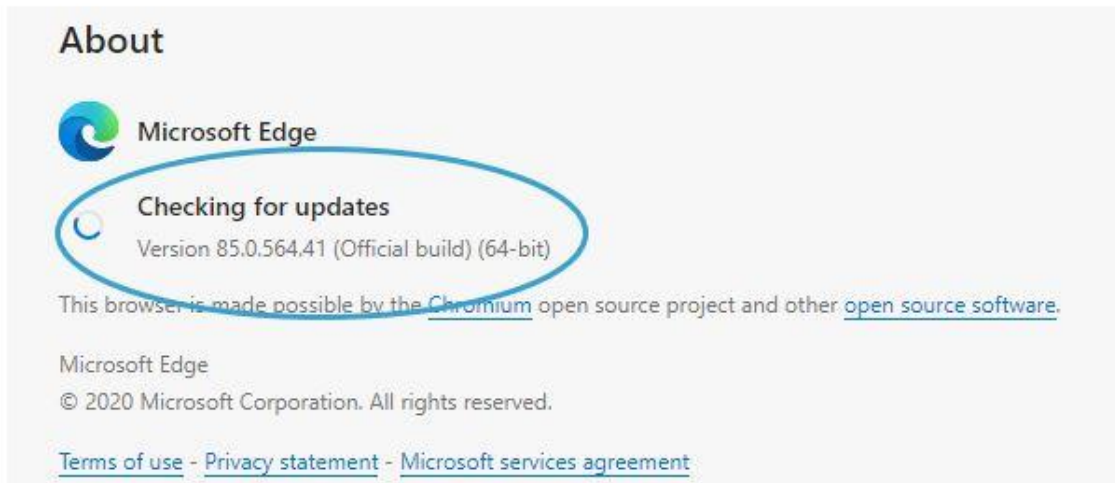 About
Microsoft Edge
Checking for updates
Version 85.0.564.41 (Official build) (64-bit)
This browser is made possible by the Chromium open source project and other open source software.
Microsoft Edge
© 2020 Microsoft Corporation. All rights reserved.
Terms of use - Privacy statement - Microsoft services agreement